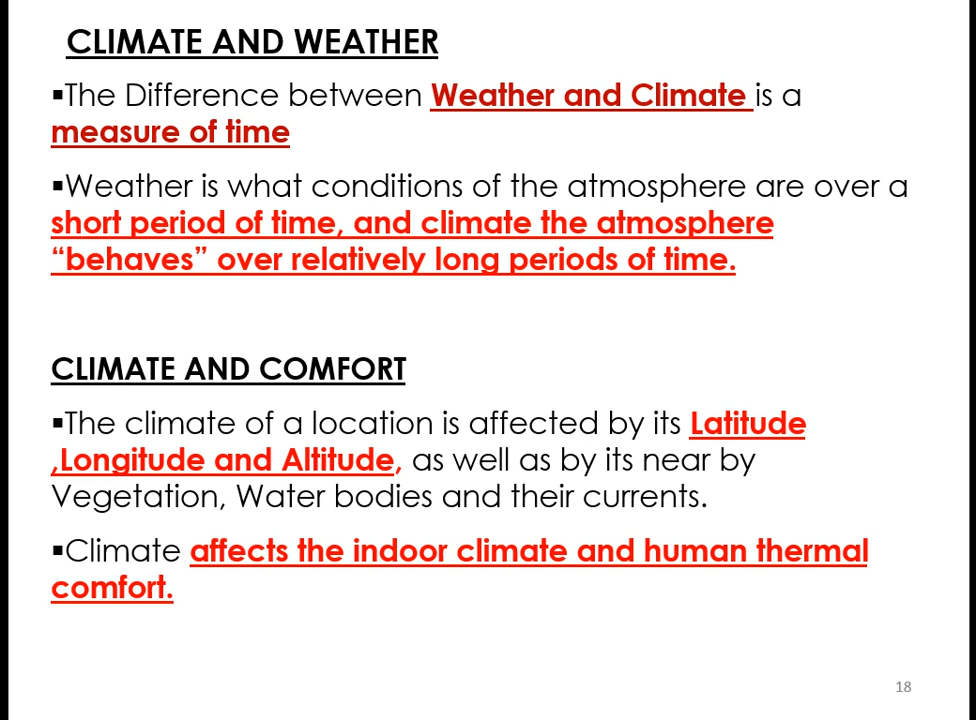 CLIMATE AND WEATHER
▪The Difference between Weather and Climate is a
measure of time
▪Weather is what conditions of the atmosphere are over a
short period of time, and climate the atmosphere
“behaves” over relatively long periods of time.
CLIMATE AND COMFORT
▪The climate of a location is affected by its Latitude
,Longitude and Altitude, as well as by its near by
Vegetation, Water bodies and their currents.
▪Climate affects the indoor climate and human thermal
comfort.
18